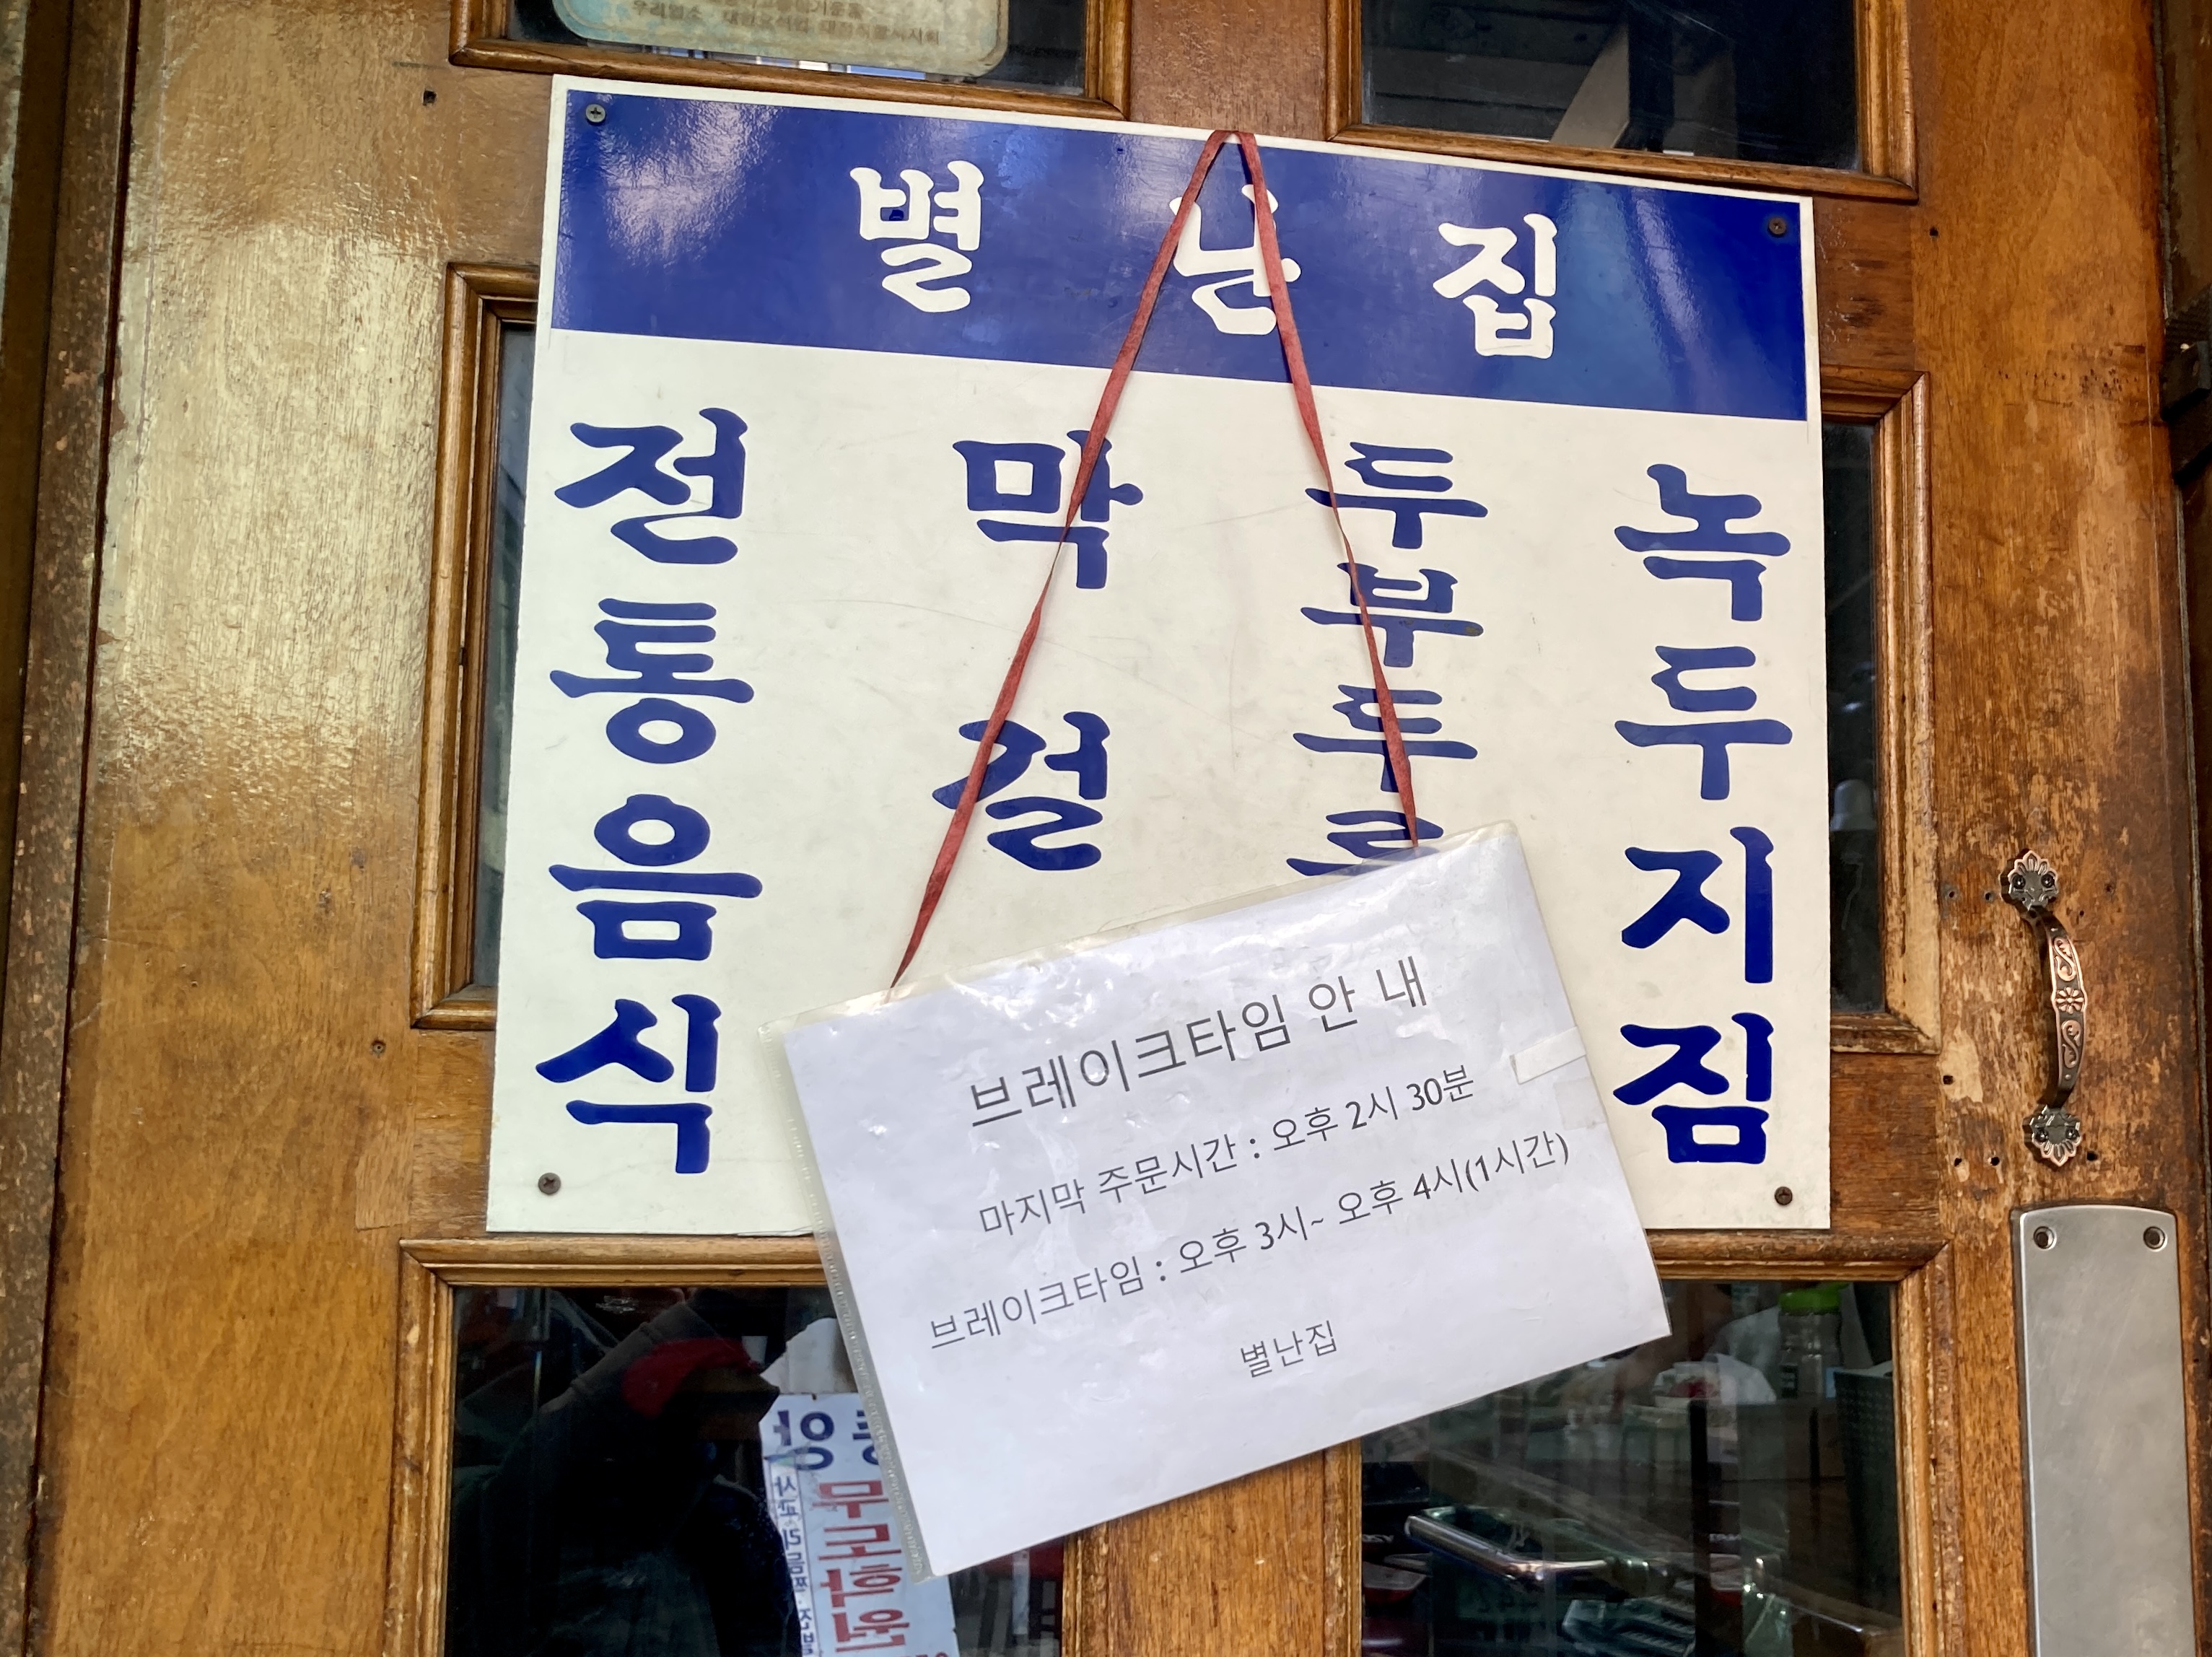 우리업소
별난집
전통음식
막걸
두부두루
녹두지짐
브레이크타임 안 내
마지막 주문시간 : 오후 2시 30분
브레이크타임 : 오후 3시~ 오후 4시(1시간)
별난집